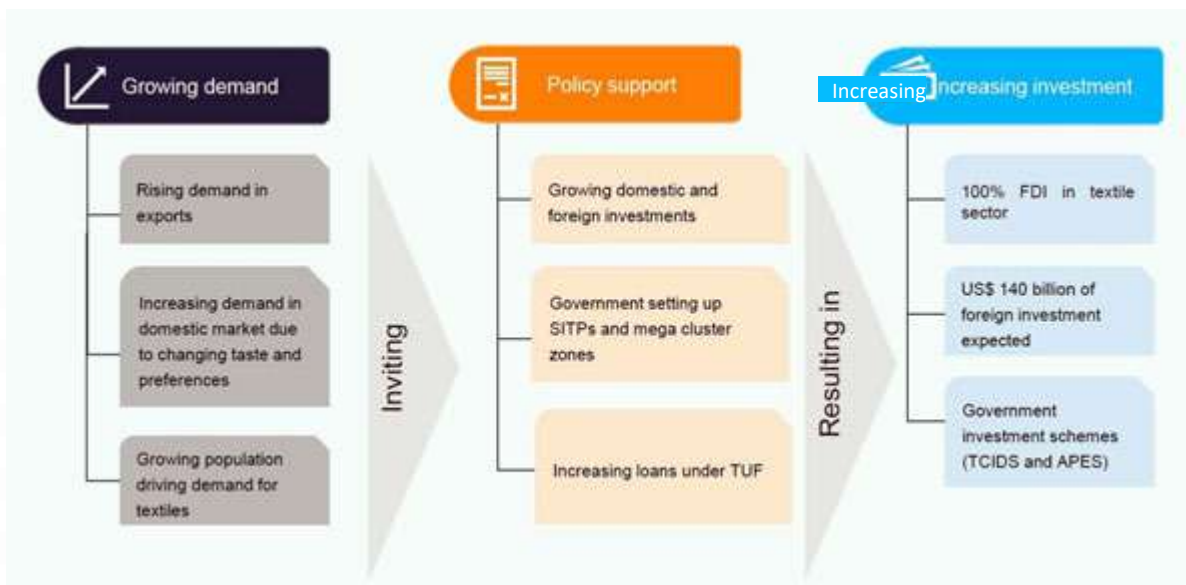 Growing demand
Rising demand in
exports
Increasing demand in
domestic market due
to changing taste and
preferences
Growing population
driving demand for
textiles
Inviting
Policy support
Growing domestic and
foreign investments
Government setting up
SITPs and mega cluster
zones
Increasing loans under TUF
Resulting in
Increasing
ncreasing investment
100% FDI in textile
sector
US$ 140 billion of
foreign investment
expected
Government
investment schemes
(TCIDS and APES)